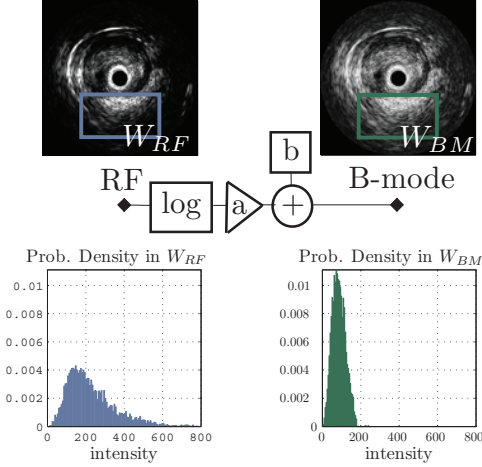 W_RF
W_BM
b
RF
B-mode
log
a
+
Prob. Density in W_RF
Prob. Density in W_BM
0.01
0.008
0.006
0.004
0.002
0
0 200 400 600 800
intensity
0.01
0.008
0.006
0.004
0.002
0
0 200 400 600 800
intensity